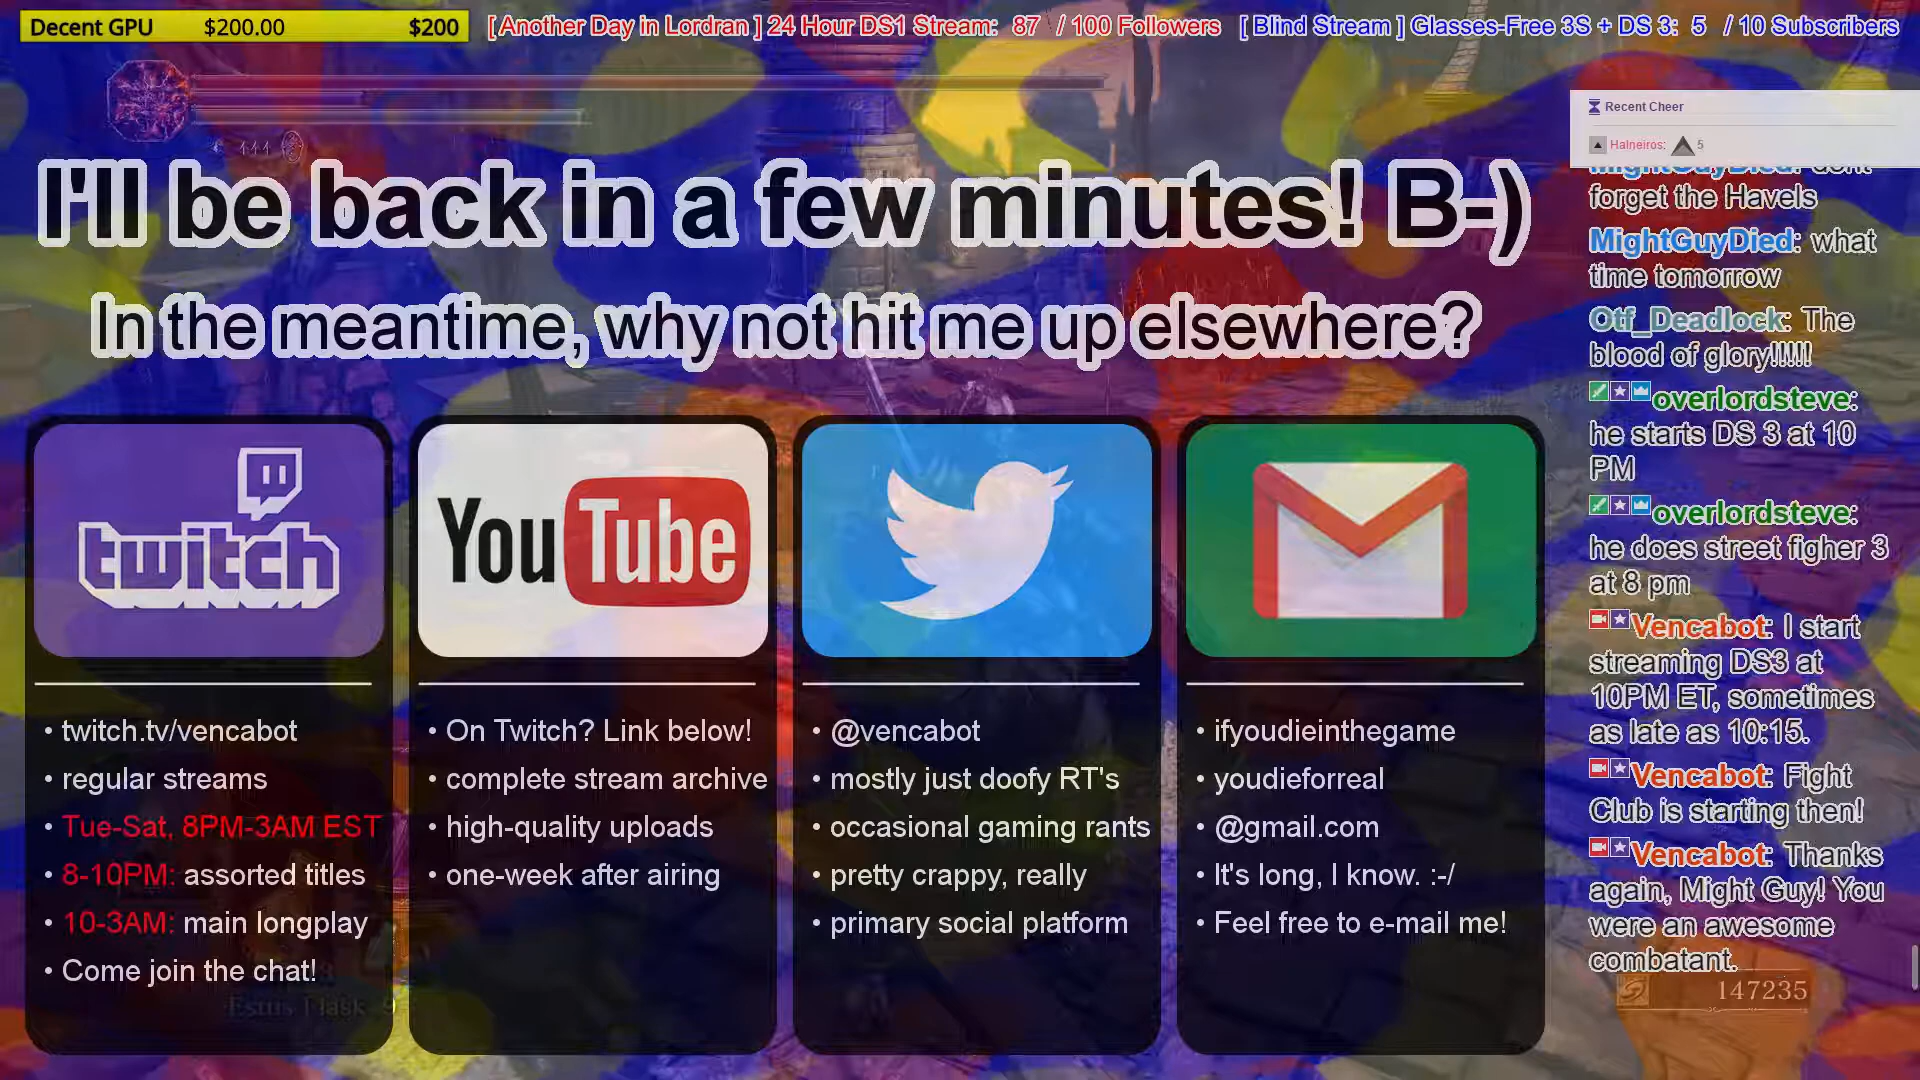 Decent GPU $200.00 $200
[ Another Day in Lordran ] 24 Hour DS1 Stream: 87 / 100 Followers
[ Blind Stream ] Glasses-Free 3S + DS 3: 5 / 10 Subscribers
I'll be back in a few minutes! B-)
In the meantime, why not hit me up elsewhere?
twitch
• twitch.tv/vencabot
• regular streams
• Tue-Sat, 8PM-3AM EST
• 8-10PM: assorted titles
• 10-3AM: main longplay
• Come join the chat!
Estus Flask
YouTube
• On Twitch? Link below!
• complete stream archive
• high-quality uploads
• one-week after airing
• @vencabot
• mostly just doofy RT's
• occasional gaming rants
• pretty crappy, really
• primary social platform
• ifyoudieinthegame
• youdieforreal
• @gmail.com
• It's long, I know. :-/
• Feel free to e-mail me!
Recent Cheer
Halneiros: 5
MightGuyDied: dont
forget the Havels
MightGuyDied: what
time tomorrow
Otf_Deadlock: The
blood of glory!!!!!
overlordsteve:
he starts DS 3 at 10
PM
overlordsteve:
he does street figher 3
at 8 pm
Vencabot: I start
streaming DS3 at
10PM ET, sometimes
as late as 10:15.
Vencabot: Fight
Club is starting then!
Vencabot: Thanks
again, Might Guy! You
were an awesome
combatant.
147235